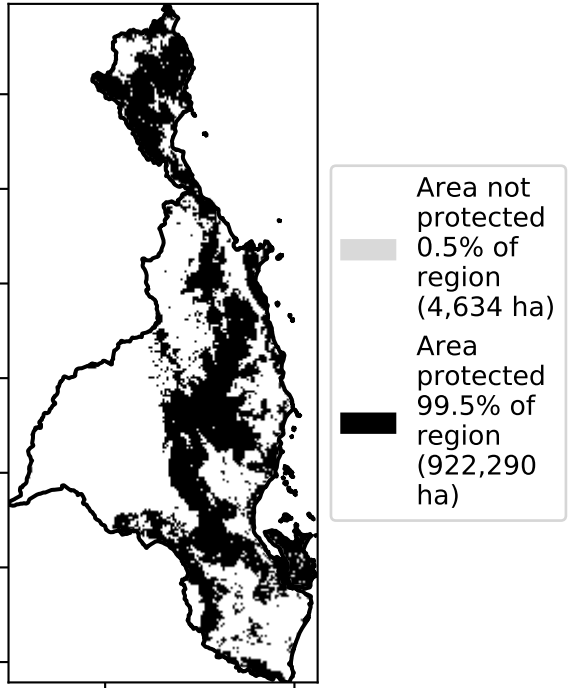 Area not
protected
0.5% of
region
(4,634 ha)
Area
protected
99.5% of
region
(922,290
ha)